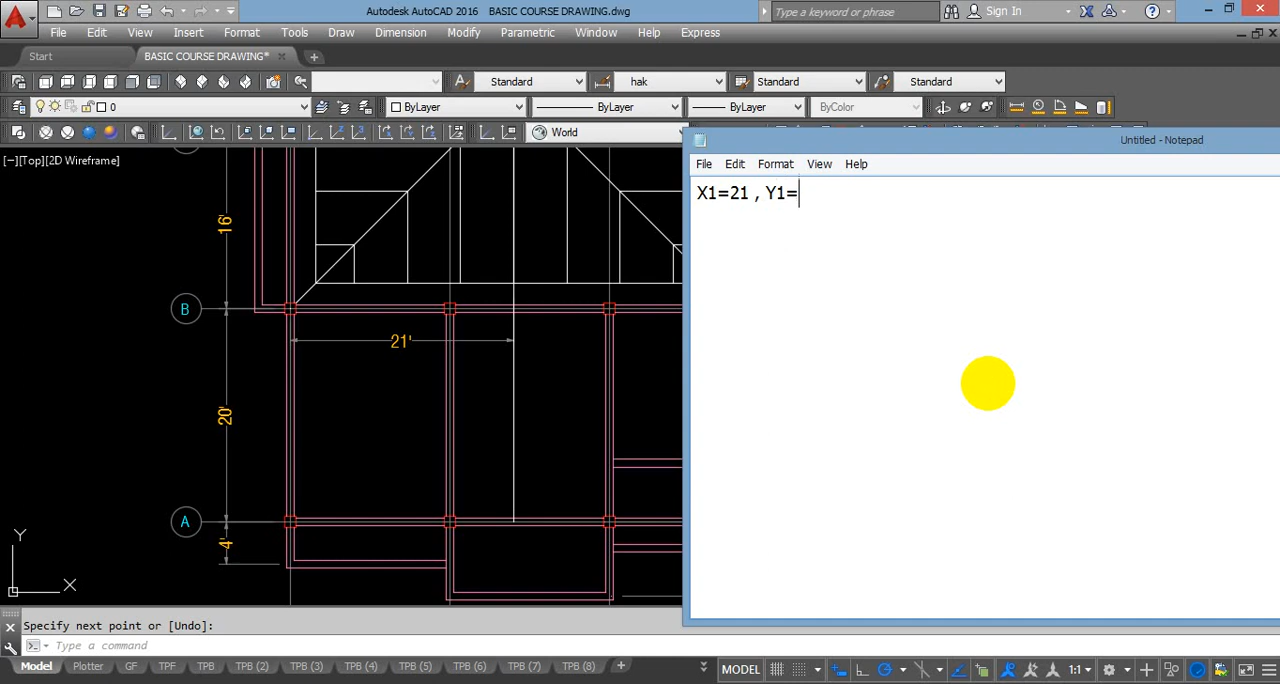 Autodesk AutoCAD 2016 BASIC COURSE DRAWING.dwg
Type a keyword or phrase
Sign In
File Edit View Insert Format Tools Draw Dimension Modify Parametric Window Help Express
Start
BASIC COURSE DRAWING*
Standard
hak
Standard
Standard
0
ByLayer
ByLayer
ByLayer
ByColor
World
[−][Top][2D Wireframe]
Untitled - Notepad
File Edit Format View Help
X1=21 , Y1=
16'
B
21'
20'
A
4'
Y
X
Specify next point or [Undo]:
Type a command
Model Plotter GF TPF TPB TPB (2) TPB (3) TPB (4) TPB (5) TPB (6) TPB (7) TPB (8)
MODEL
1:1